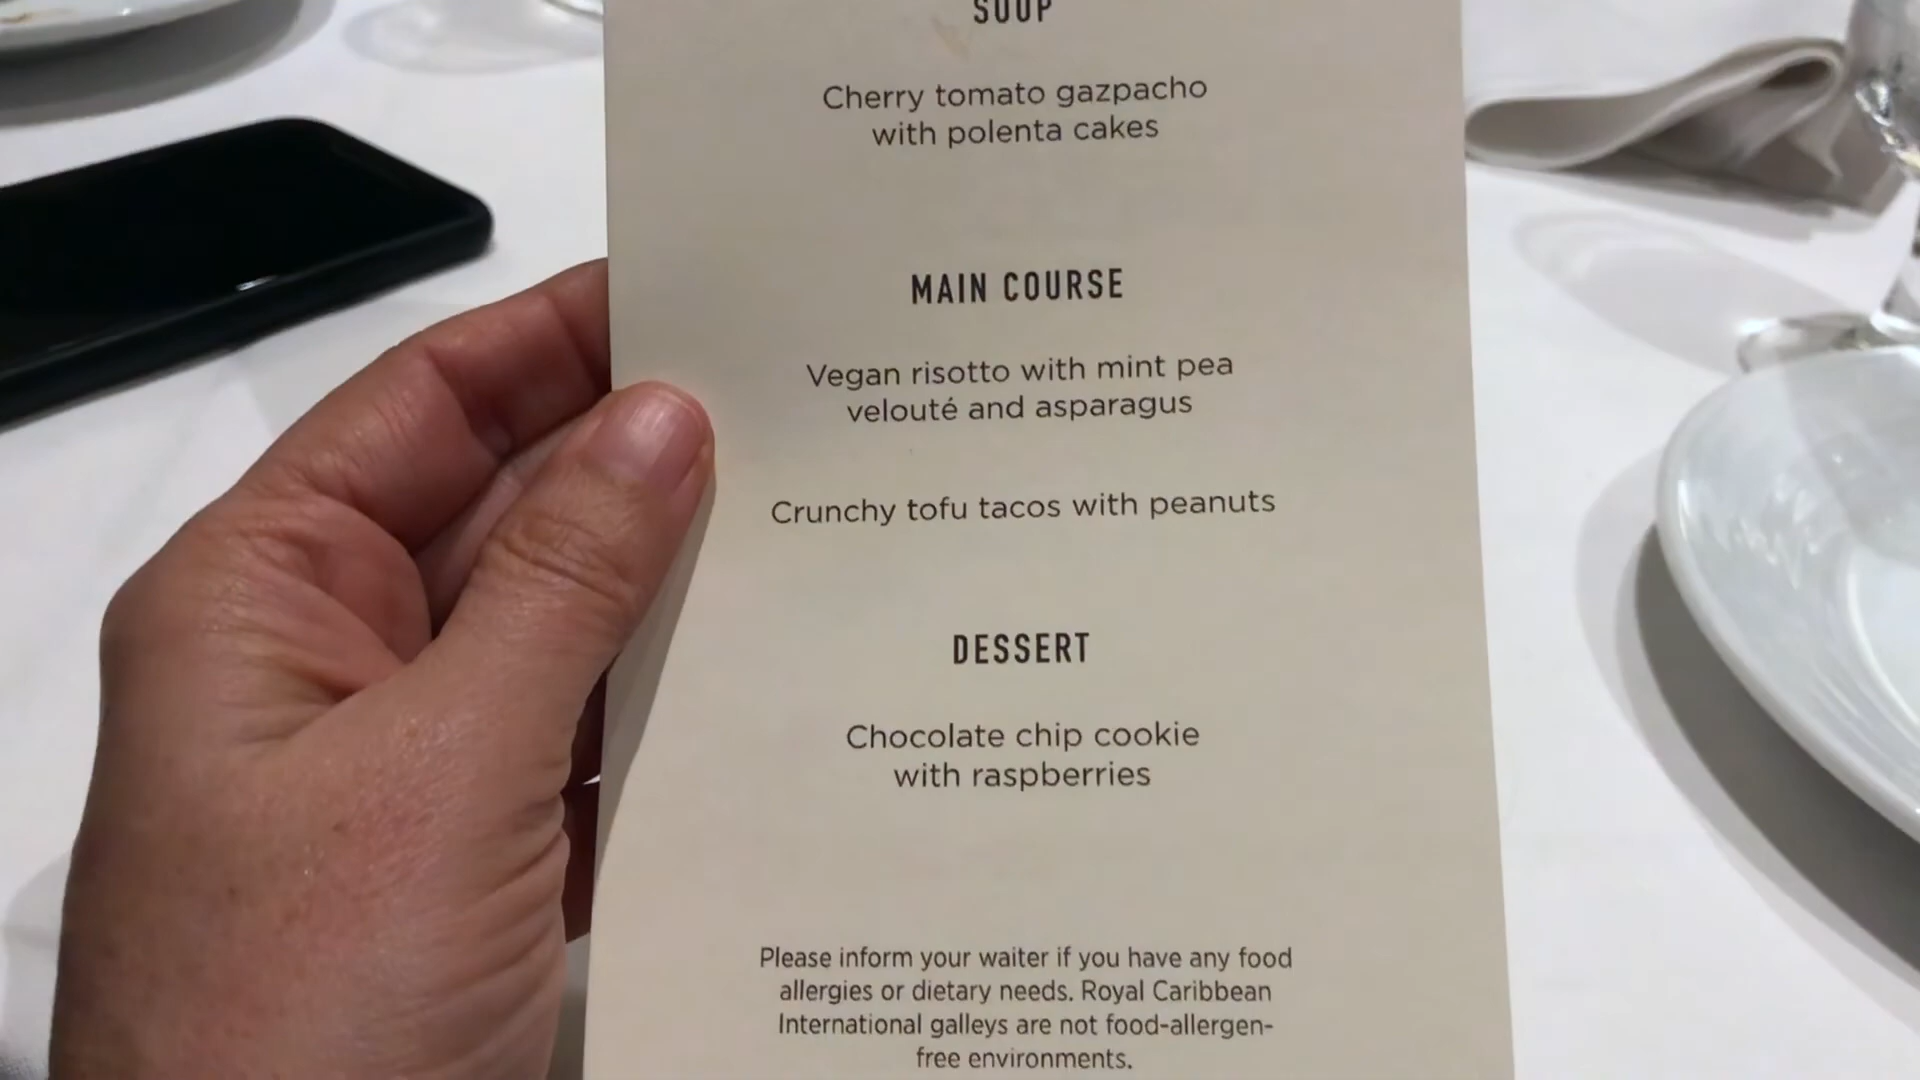 SOUP
Cherry tomato gazpacho
with polenta cakes
MAIN COURSE
Vegan risotto with mint pea
velouté and asparagus
Crunchy tofu tacos with peanuts
DESSERT
Chocolate chip cookie
with raspberries
Please inform your waiter if you have any food
allergies or dietary needs. Royal Caribbean
International galleys are not food-allergen-
free environments.